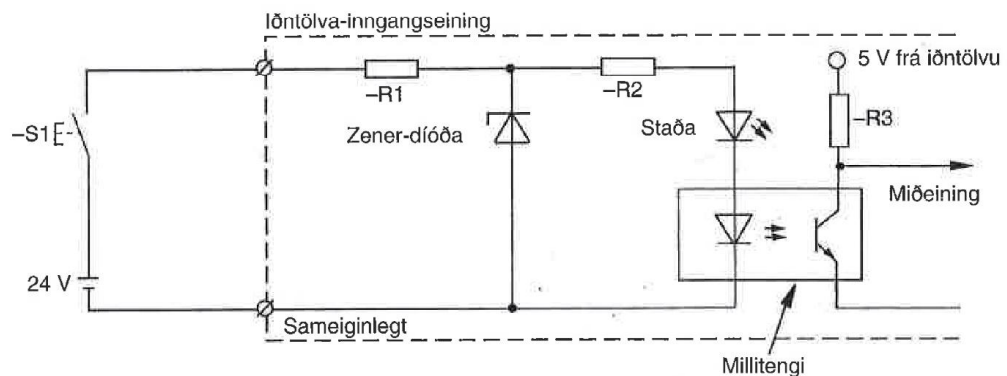 Iðntölva-inngangseining
5 V frá iðntölvu
–R1
–R2
–R3
–S1
Zener-díóða
Staða
Miðeining
24 V
Sameiginlegt
Millitengi